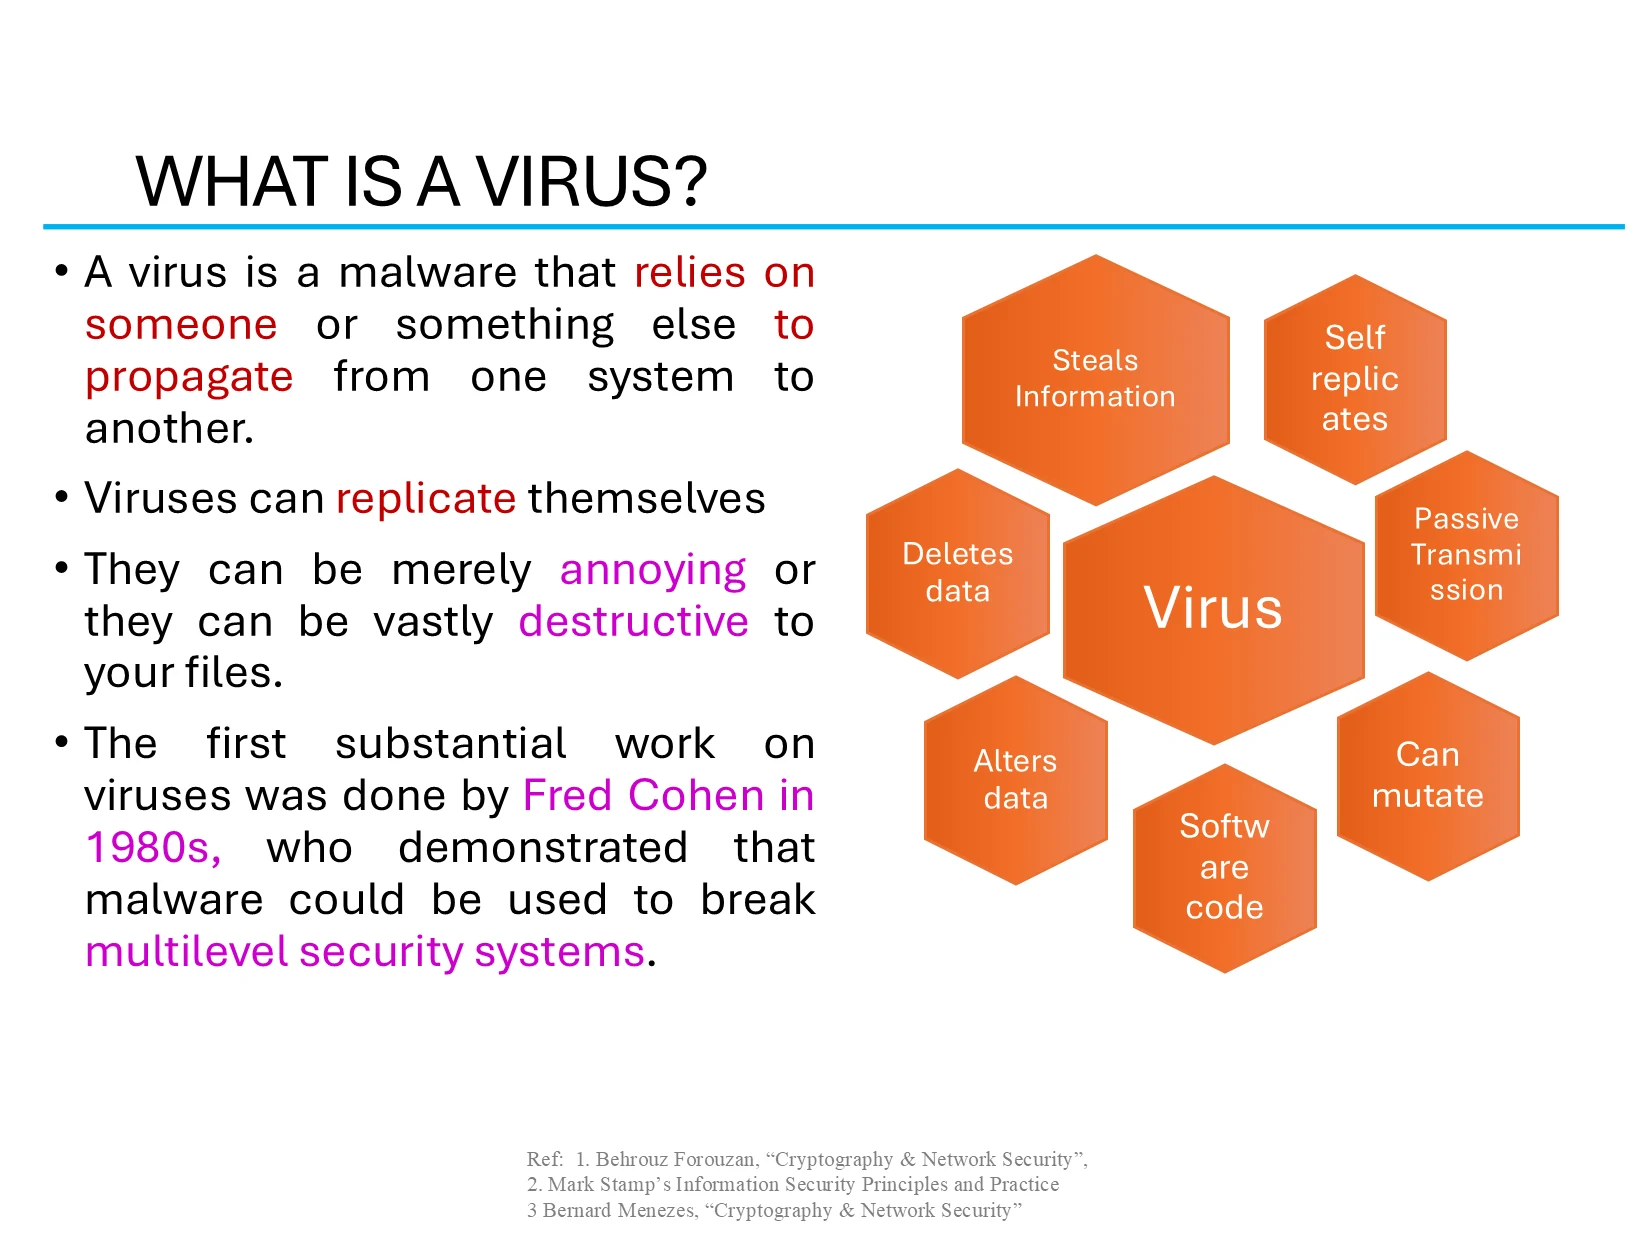 WHAT IS A VIRUS?
• A virus is a malware that relies on
someone or something else to
propagate from one system to
another.
• Viruses can replicate themselves
• They can be merely annoying or
they can be vastly destructive to
your files.
• The first substantial work on
viruses was done by Fred Cohen in
1980s, who demonstrated that
malware could be used to break
multilevel security systems.
Steals
Information
Self
replic
ates
Passive
Transmi
ssion
Deletes
data
Virus
Alters
data
Can
mutate
Softw
are
code
Ref: 1. Behrouz Forouzan, “Cryptography & Network Security”,
2. Mark Stamp’s Information Security Principles and Practice
3 Bernard Menezes, “Cryptography & Network Security”